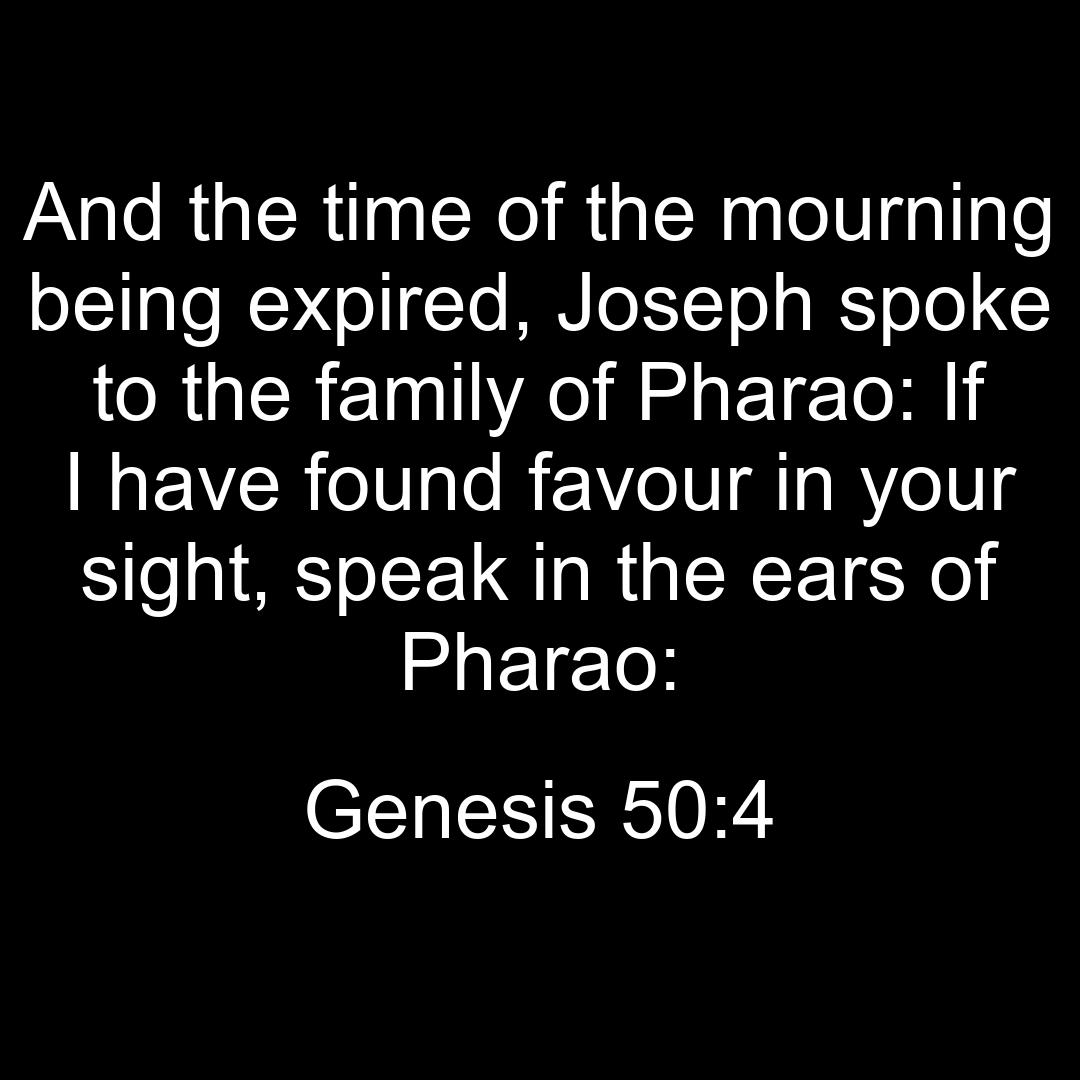 And the time of the mourning
being expired, Joseph spoke
to the family of Pharao: If
I have found favour in your
sight, speak in the ears of
Pharao:
Genesis 50:4